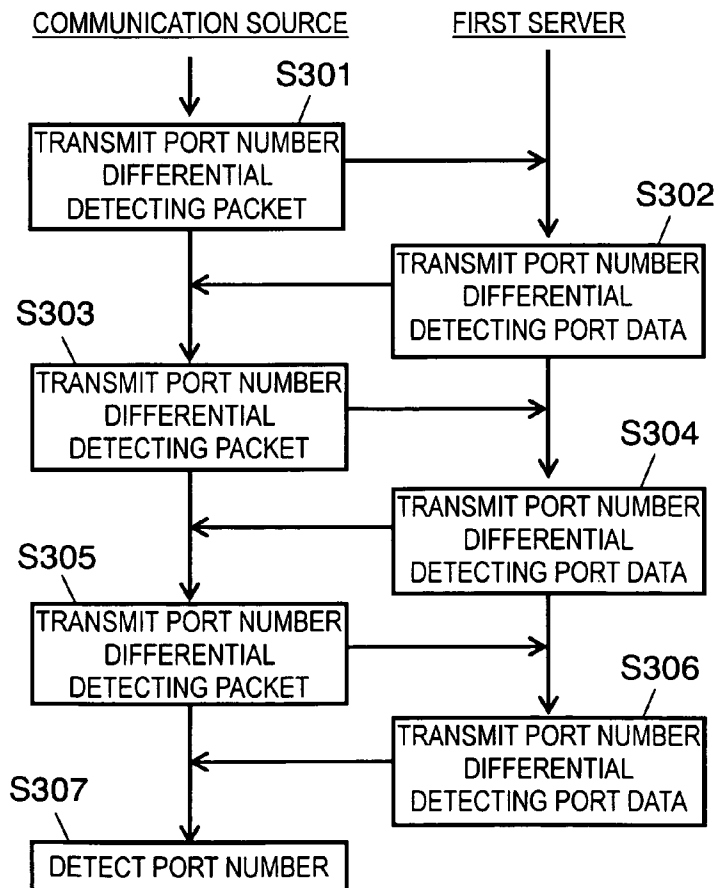 COMMUNICATION SOURCE
FIRST SERVER
S301
TRANSMIT PORT NUMBER
DIFFERENTIAL
DETECTING PACKET
S302
TRANSMIT PORT NUMBER
DIFFERENTIAL
DETECTING PORT DATA
S303
TRANSMIT PORT NUMBER
DIFFERENTIAL
DETECTING PACKET
S304
TRANSMIT PORT NUMBER
DIFFERENTIAL
DETECTING PORT DATA
S305
TRANSMIT PORT NUMBER
DIFFERENTIAL
DETECTING PACKET
S306
TRANSMIT PORT NUMBER
DIFFERENTIAL
DETECTING PORT DATA
S307
DETECT PORT NUMBER